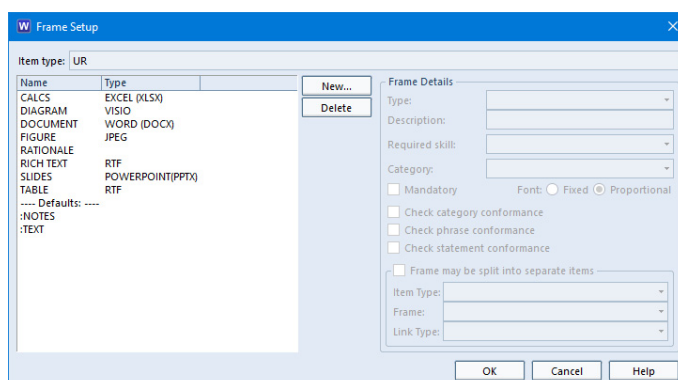 W Frame Setup
Item type: UR
Name Type
CALCS EXCEL (XLSX)
DIAGRAM VISIO
DOCUMENT WORD (DOCX)
FIGURE JPEG
RATIONALE
RICH TEXT RTF
SLIDES POWERPOINT(PPTX)
TABLE RTF
---- Defaults: ----
:NOTES
:TEXT
New...
Delete
Frame Details
Type:
Description:
Required skill:
Category:
Mandatory Font: Fixed Proportional
Check category conformance
Check phrase conformance
Check statement conformance
Frame may be split into separate items
Item Type:
Frame:
Link Type:
OK Cancel Help